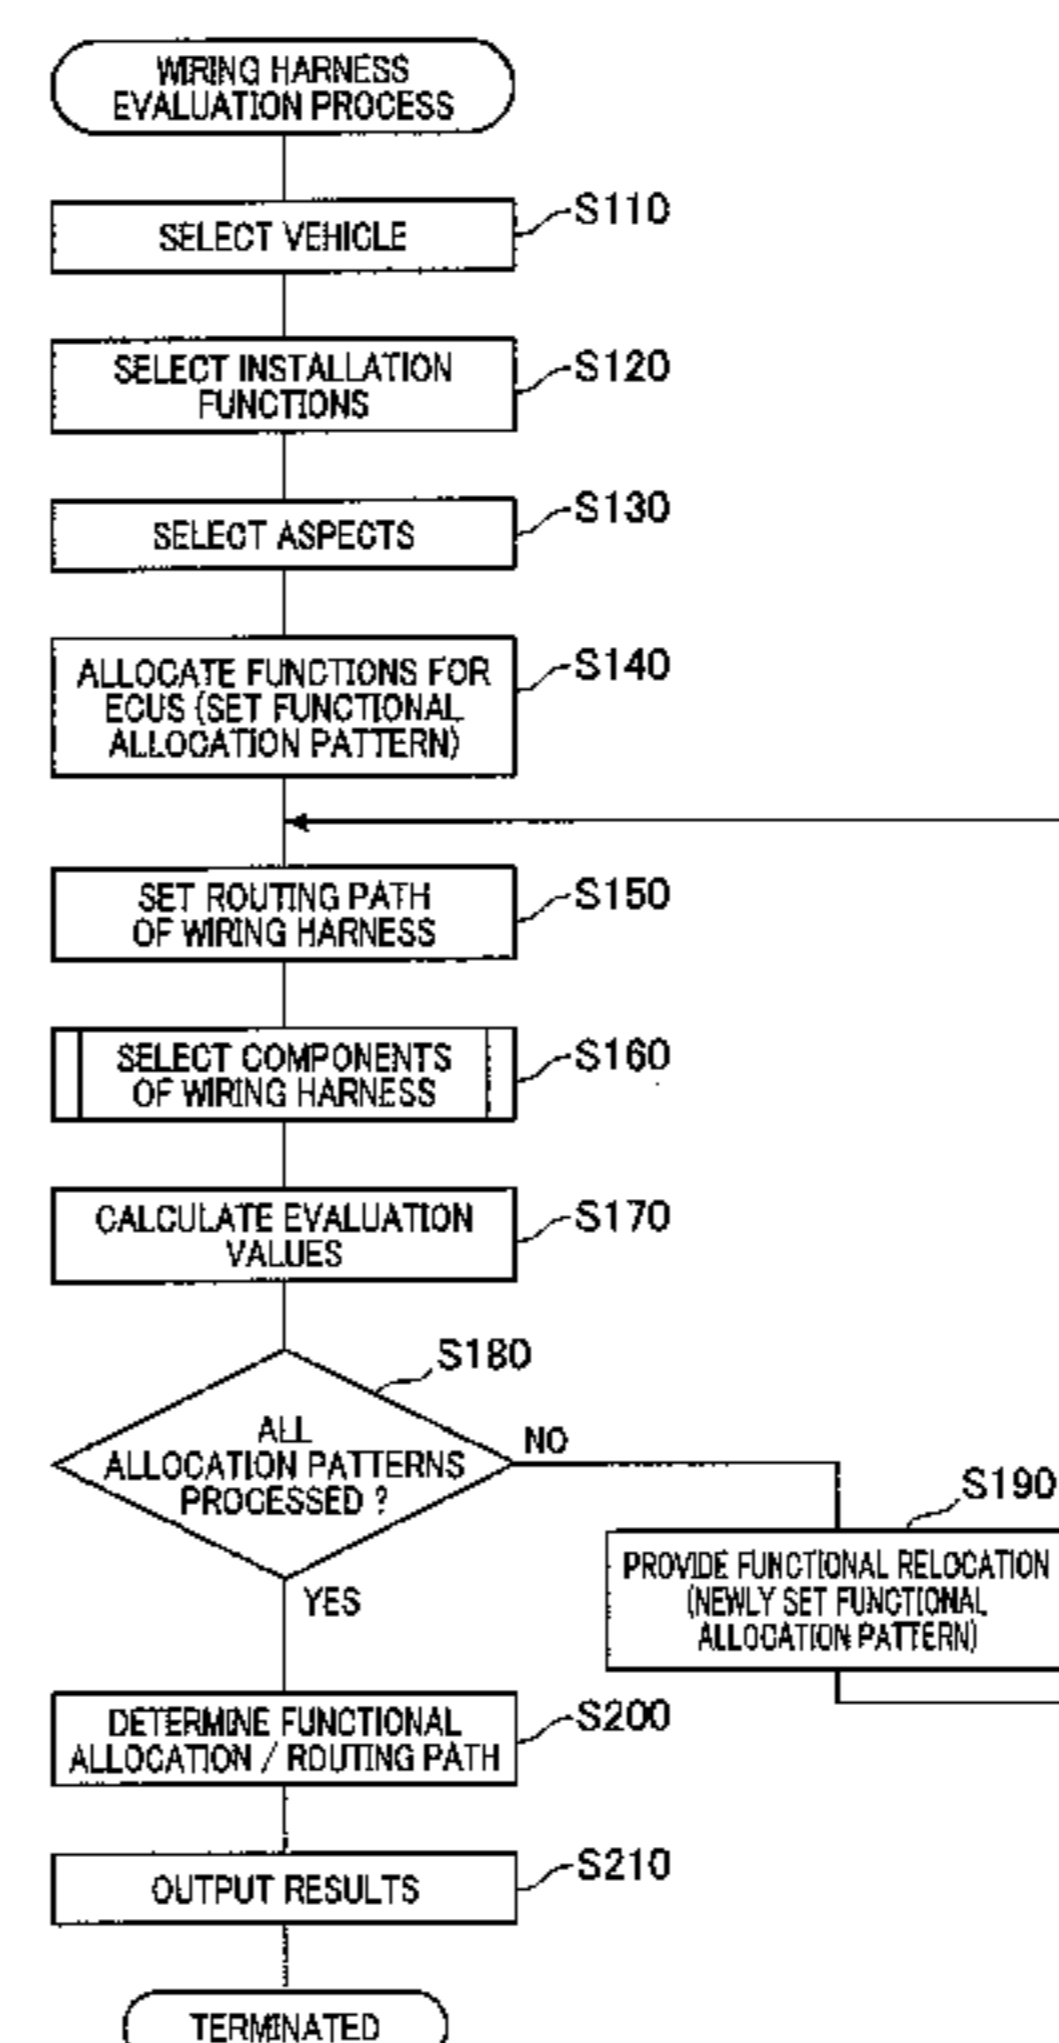 WIRING HARNESS
EVALUATION PROCESS
SELECT VEHICLE
S110
SELECT INSTALLATION
FUNCTIONS
S120
SELECT ASPECTS
S130
ALLOCATE FUNCTIONS FOR
ECUS (SET FUNCTIONAL
ALLOCATION PATTERN)
S140
SET ROUTING PATH
OF WIRING HARNESS
S150
SELECT COMPONENTS
OF WIRING HARNESS
S160
CALCULATE EVALUATION
VALUES
S170
S180
ALL
ALLOCATION PATTERNS
PROCESSED ?
NO
YES
S190
PROVIDE FUNCTIONAL RELOCATION
(NEWLY SET FUNCTIONAL
ALLOCATION PATTERN)
DETERMINE FUNCTIONAL
ALLOCATION / ROUTING PATH
S200
OUTPUT RESULTS
S210
TERMINATED